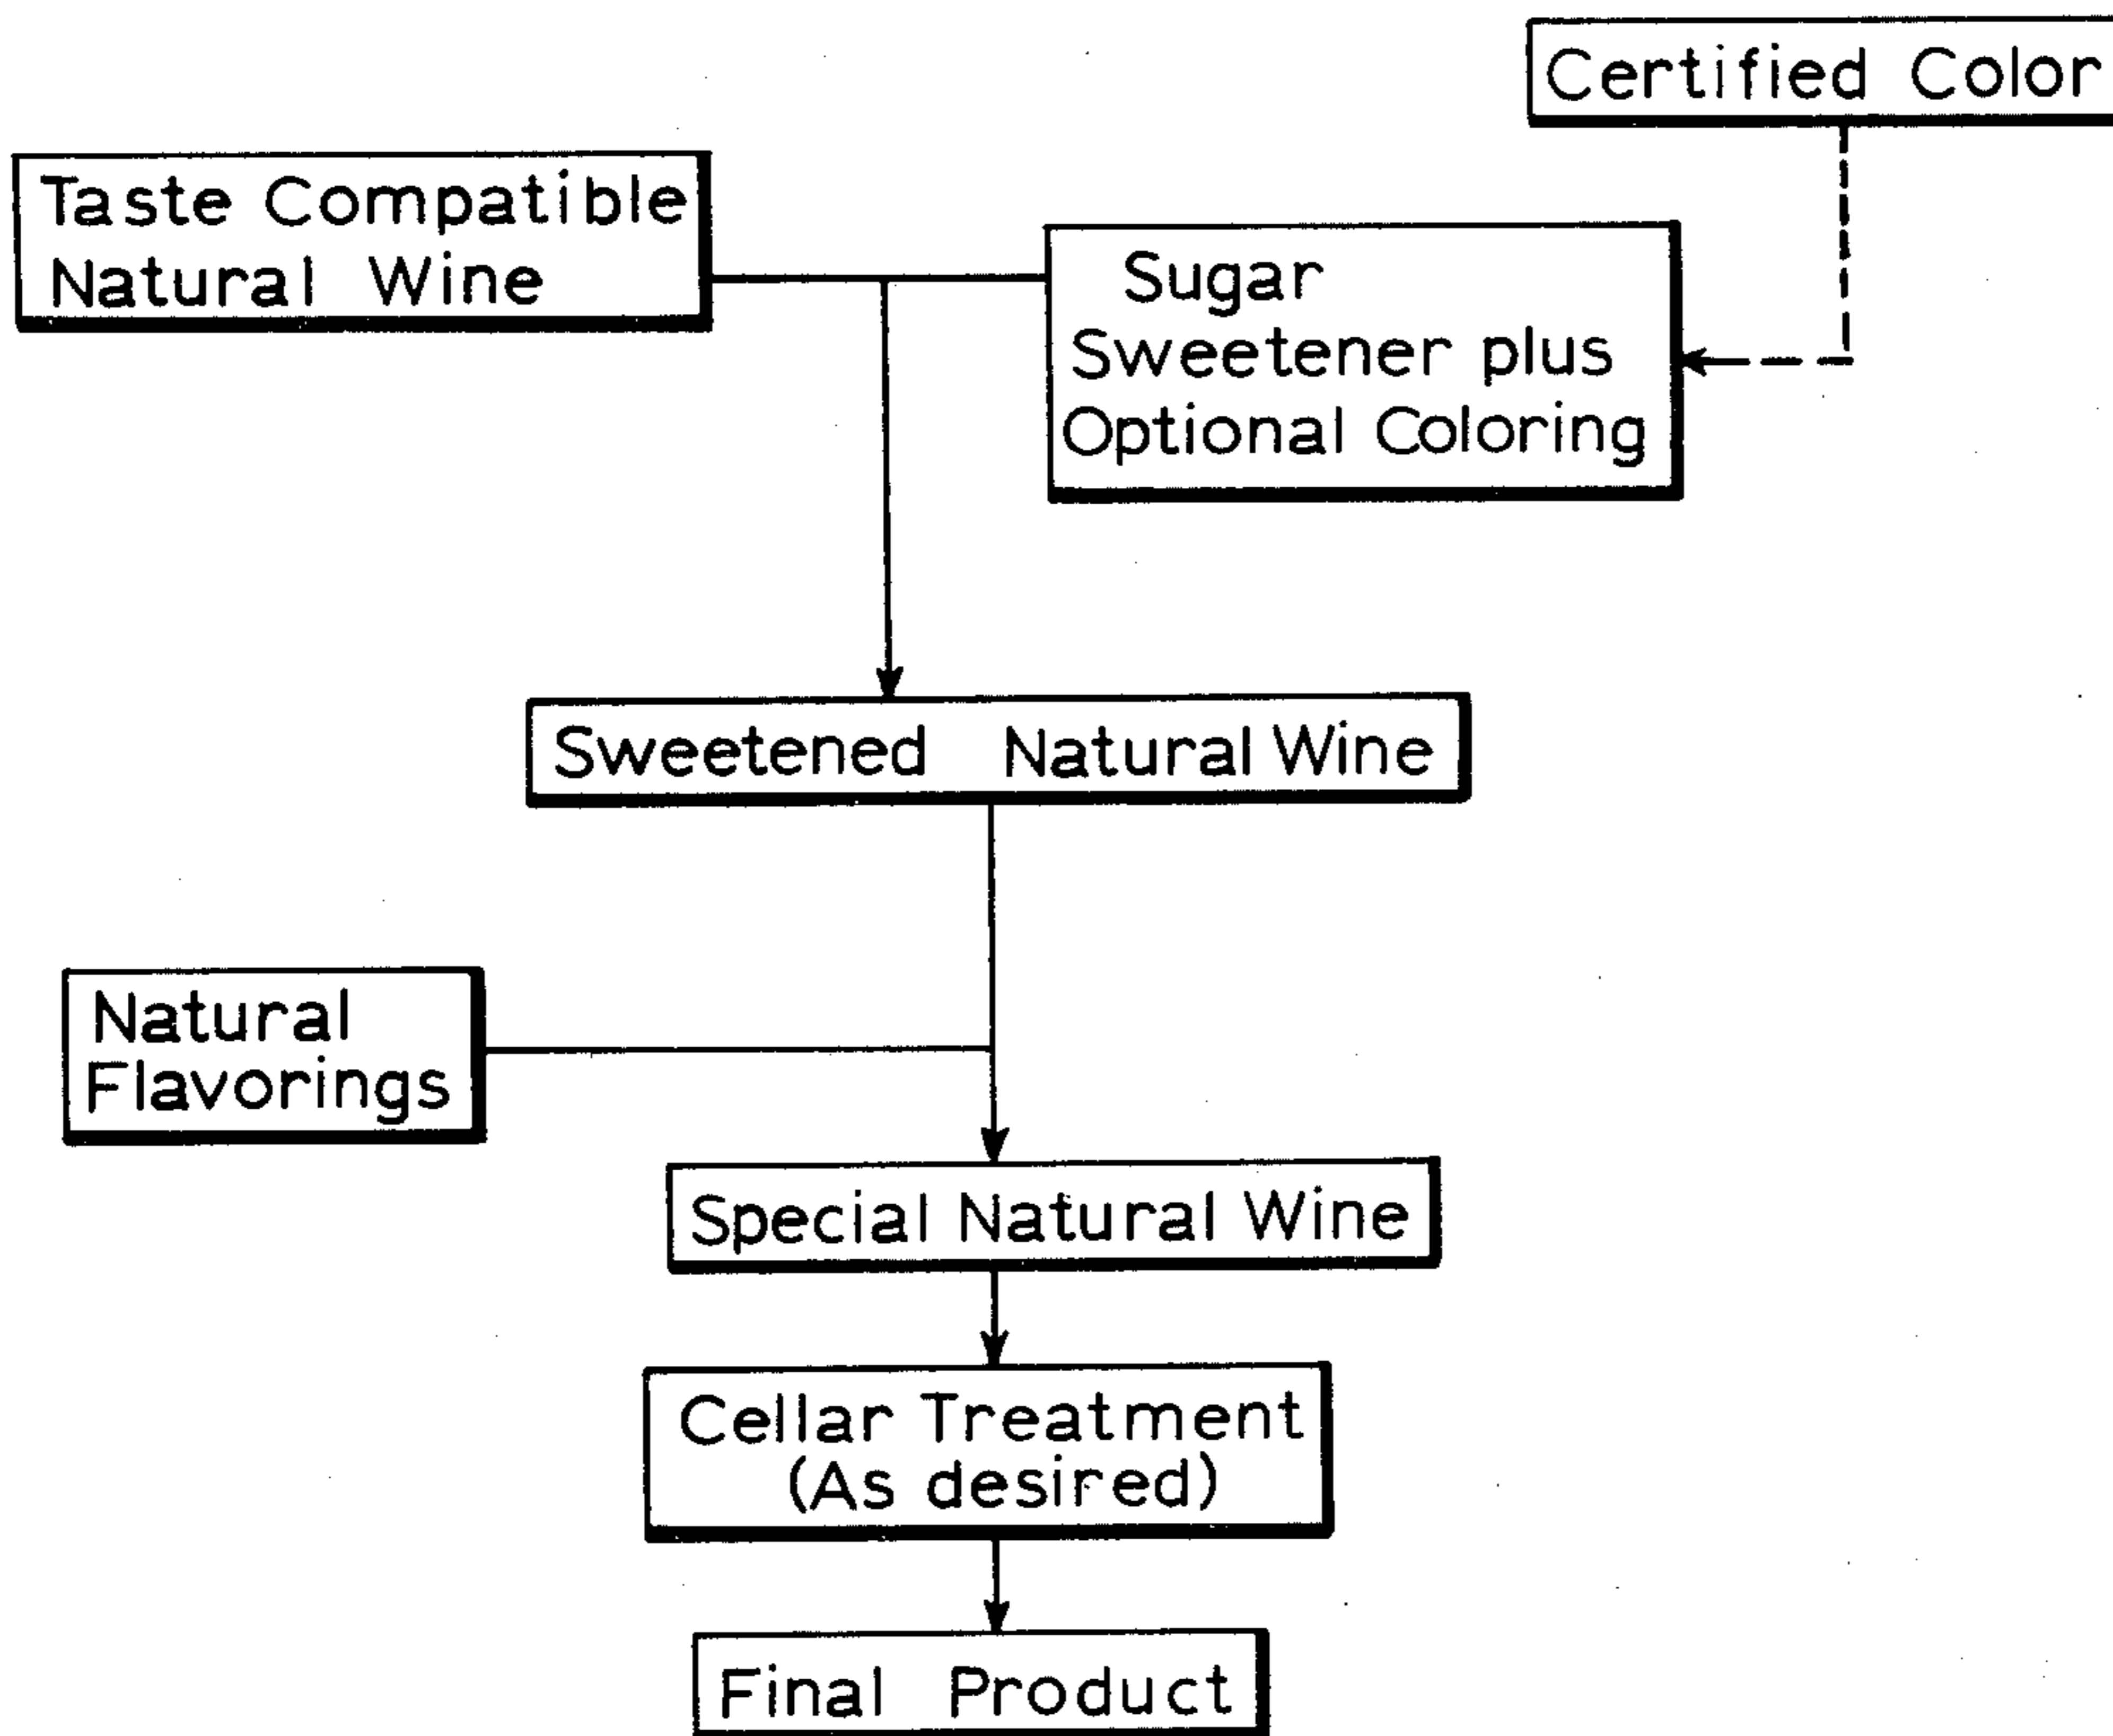 Certified Color
Taste Compatible
Natural Wine
Sugar
Sweetener plus
Optional Coloring
Sweetened Natural Wine
Natural
Flavorings
Special Natural Wine
Cellar Treatment
(As desired)
Final Product